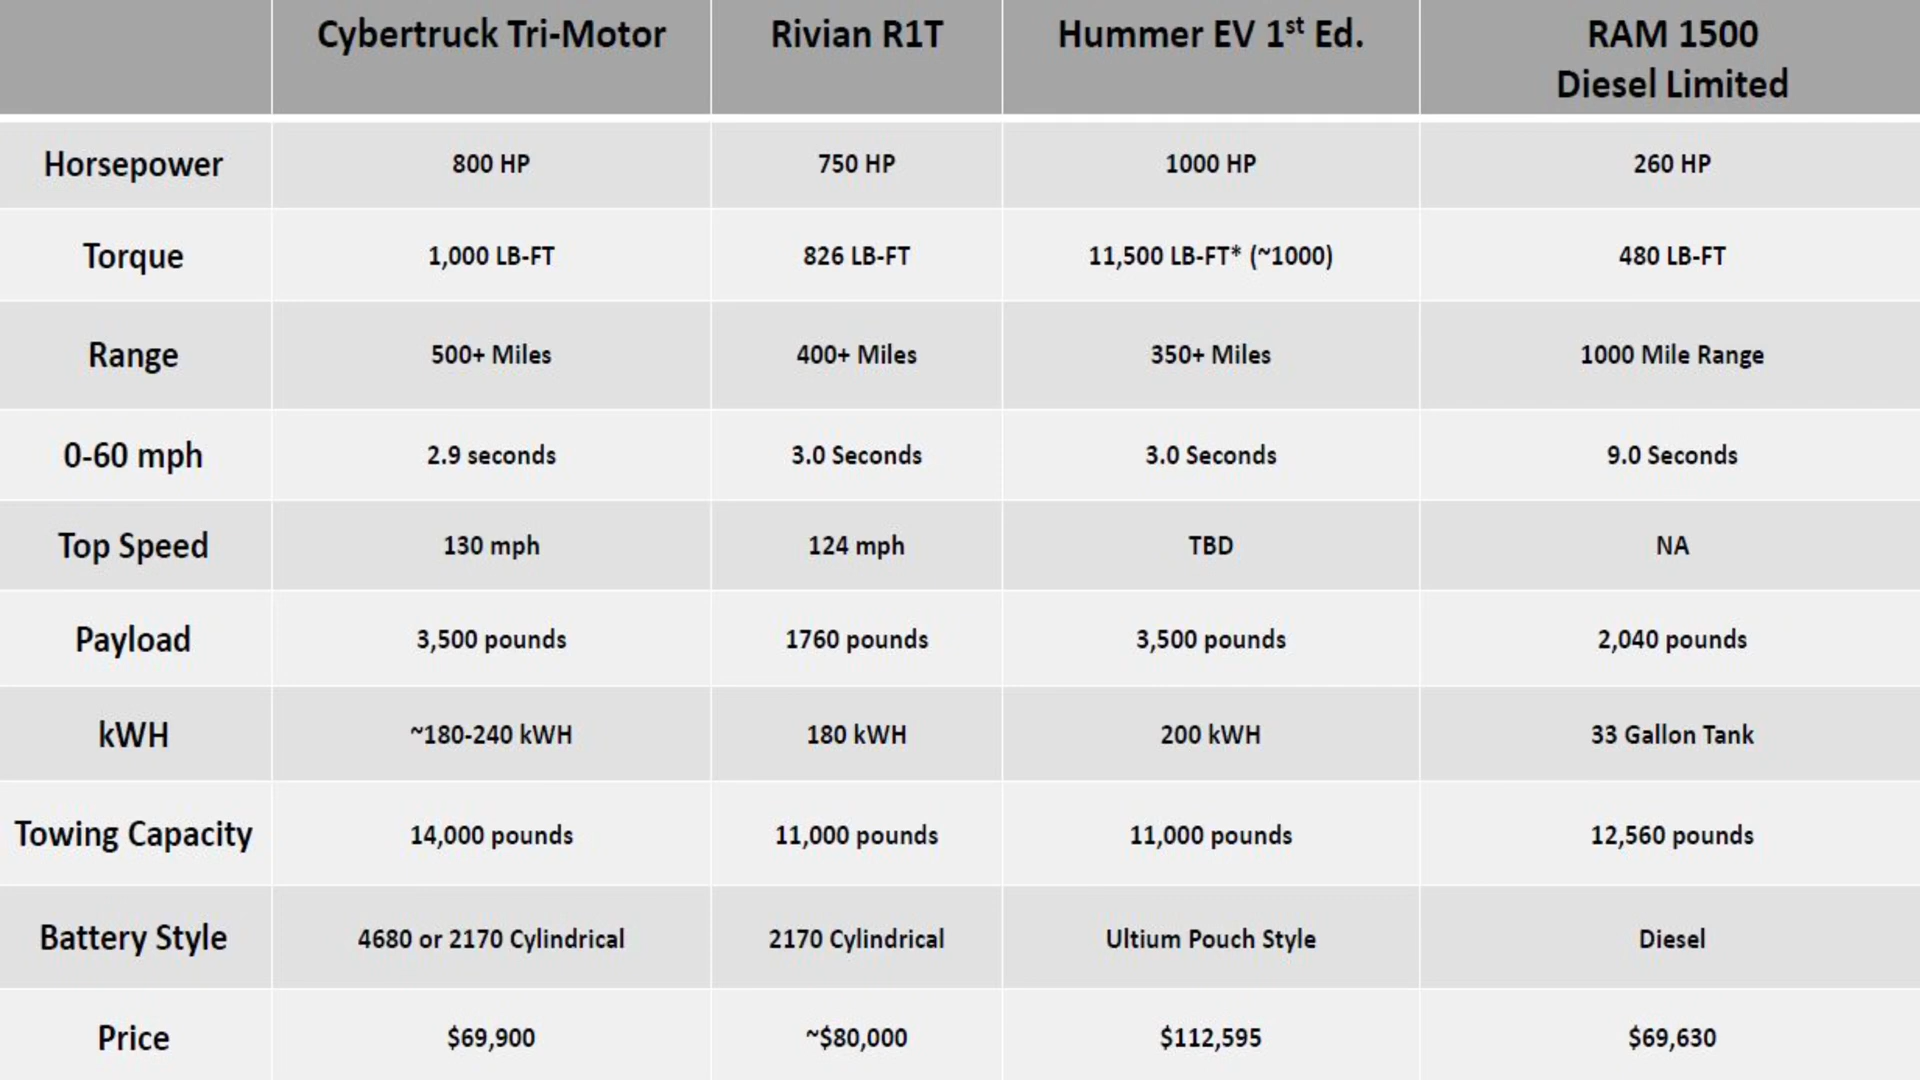 Cybertruck Tri-Motor Rivian R1T Hummer EV 1st Ed. RAM 1500
Diesel Limited
Horsepower 800 HP 750 HP 1000 HP 260 HP
Torque 1,000 LB-FT 826 LB-FT 11,500 LB-FT* (~1000) 480 LB-FT
Range 500+ Miles 400+ Miles 350+ Miles 1000 Mile Range
0-60 mph 2.9 seconds 3.0 Seconds 3.0 Seconds 9.0 Seconds
Top Speed 130 mph 124 mph TBD NA
Payload 3,500 pounds 1760 pounds 3,500 pounds 2,040 pounds
kWH ~180-240 kWH 180 kWH 200 kWH 33 Gallon Tank
Towing Capacity 14,000 pounds 11,000 pounds 11,000 pounds 12,560 pounds
Battery Style 4680 or 2170 Cylindrical 2170 Cylindrical Ultium Pouch Style Diesel
Price $69,900 ~$80,000 $112,595 $69,630